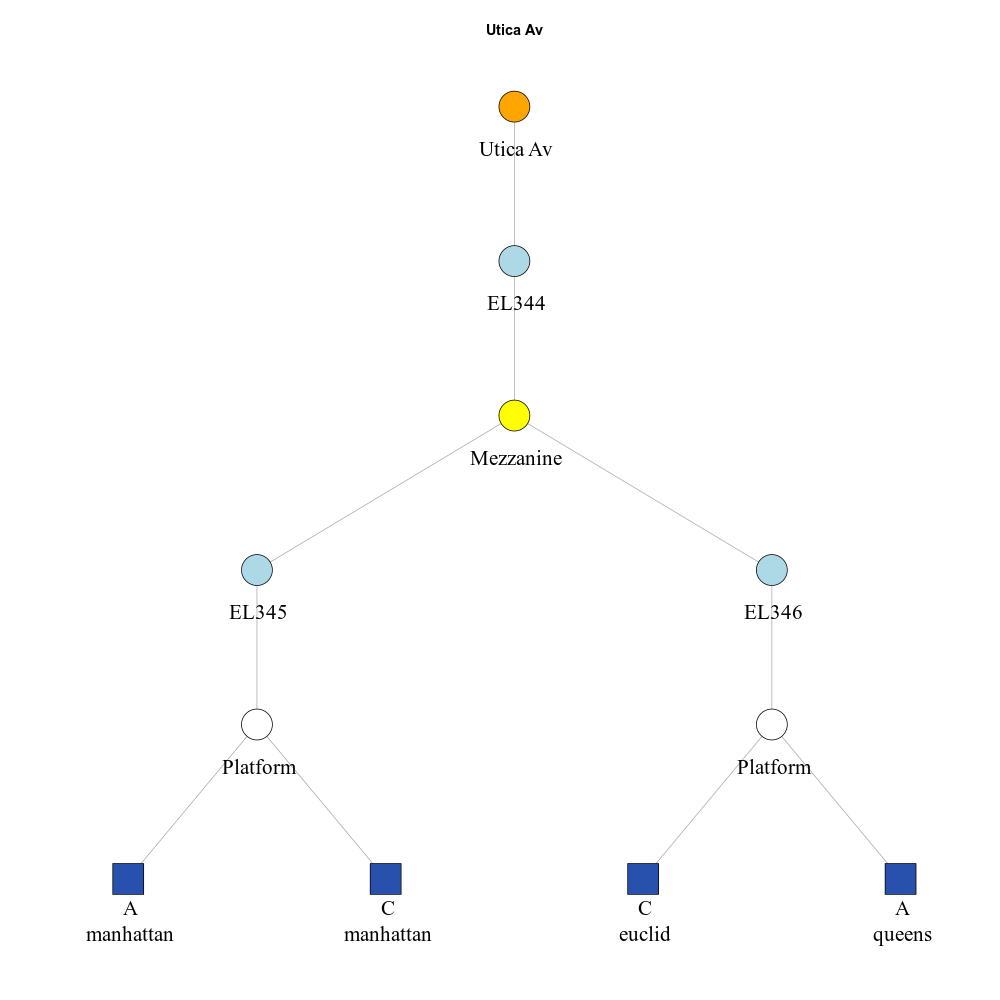 Utica Av
Utica Av
EL344
Mezzanine
EL345
EL346
Platform
Platform
A
manhattan
C
manhattan
C
euclid
A
queens